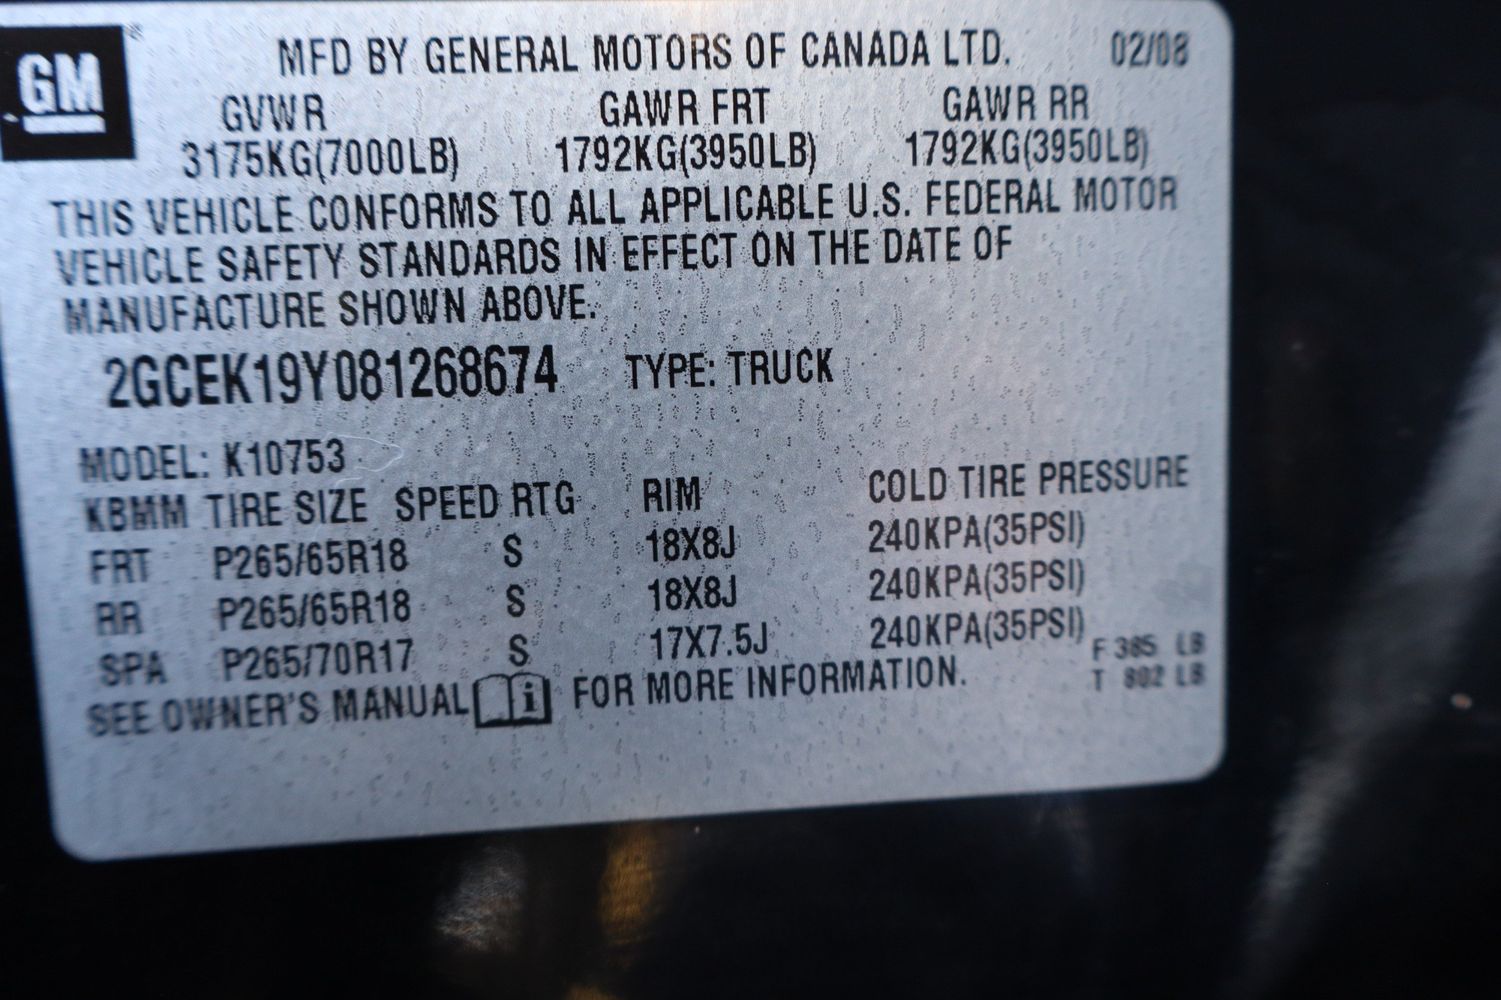 GM
MFD BY GENERAL MOTORS OF CANADA LTD. 02/08
GVWR GAWR FRT GAWR RR
3175KG(7000LB) 1792KG(3950LB) 1792KG(3950LB)
THIS VEHICLE CONFORMS TO ALL APPLICABLE U.S. FEDERAL MOTOR
VEHICLE SAFETY STANDARDS IN EFFECT ON THE DATE OF
MANUFACTURE SHOWN ABOVE.
2GCEK19Y081268674 TYPE: TRUCK
MODEL: K10753
KBMM TIRE SIZE SPEED RTG RIM COLD TIRE PRESSURE
FRT P265/65R18 S 18X8J 240KPA(35PSI)
RR P265/65R18 S 18X8J 240KPA(35PSI)
SPA P265/70R17 S 17X7.5J 240KPA(35PSI)
F 385 LB
SEE OWNER'S MANUAL i FOR MORE INFORMATION.
T 802 LB